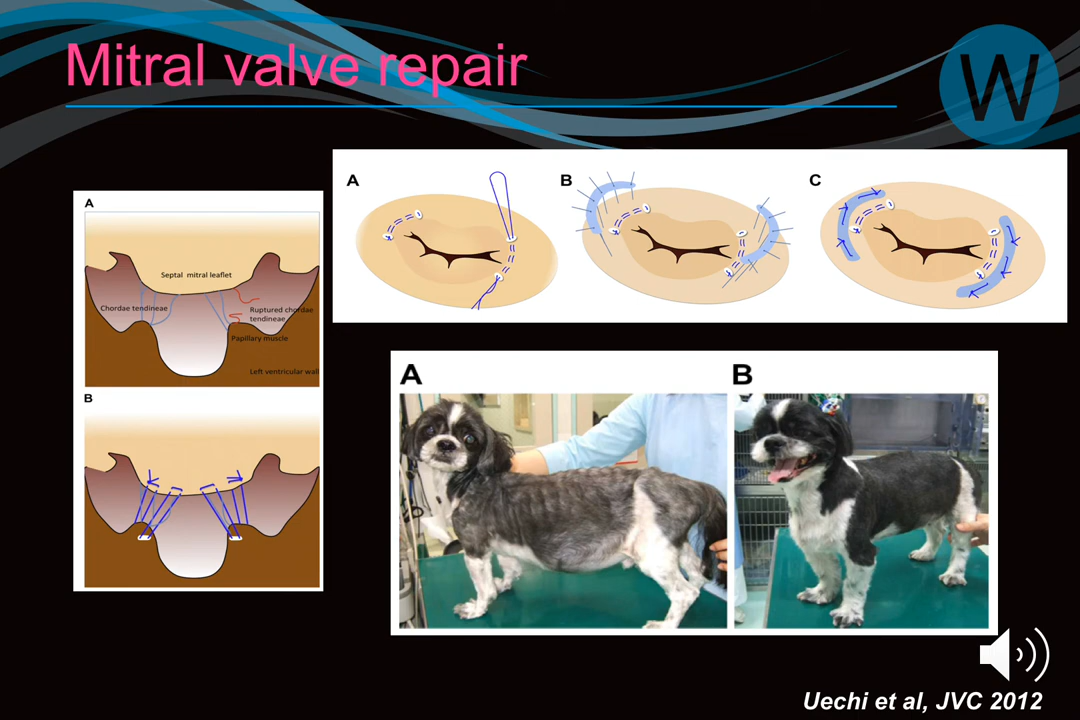 Mitral valve repair
W
A
B
C
A
Septal mitral leaflet
Chordae tendineae
Ruptured chordae
tendineae
Papillary muscle
Left ventricular wall
B
A
B
Uechi et al, JVC 2012